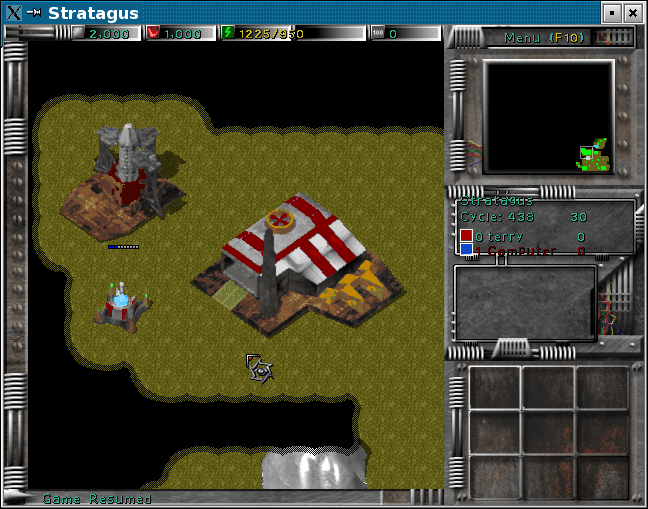 Stratagus
2,000 1,000 1225/950 100 0
Menu (F10)
Stratagus
Cycle: 438 30
0 terry 0
1 Computer 0
Game Resumed